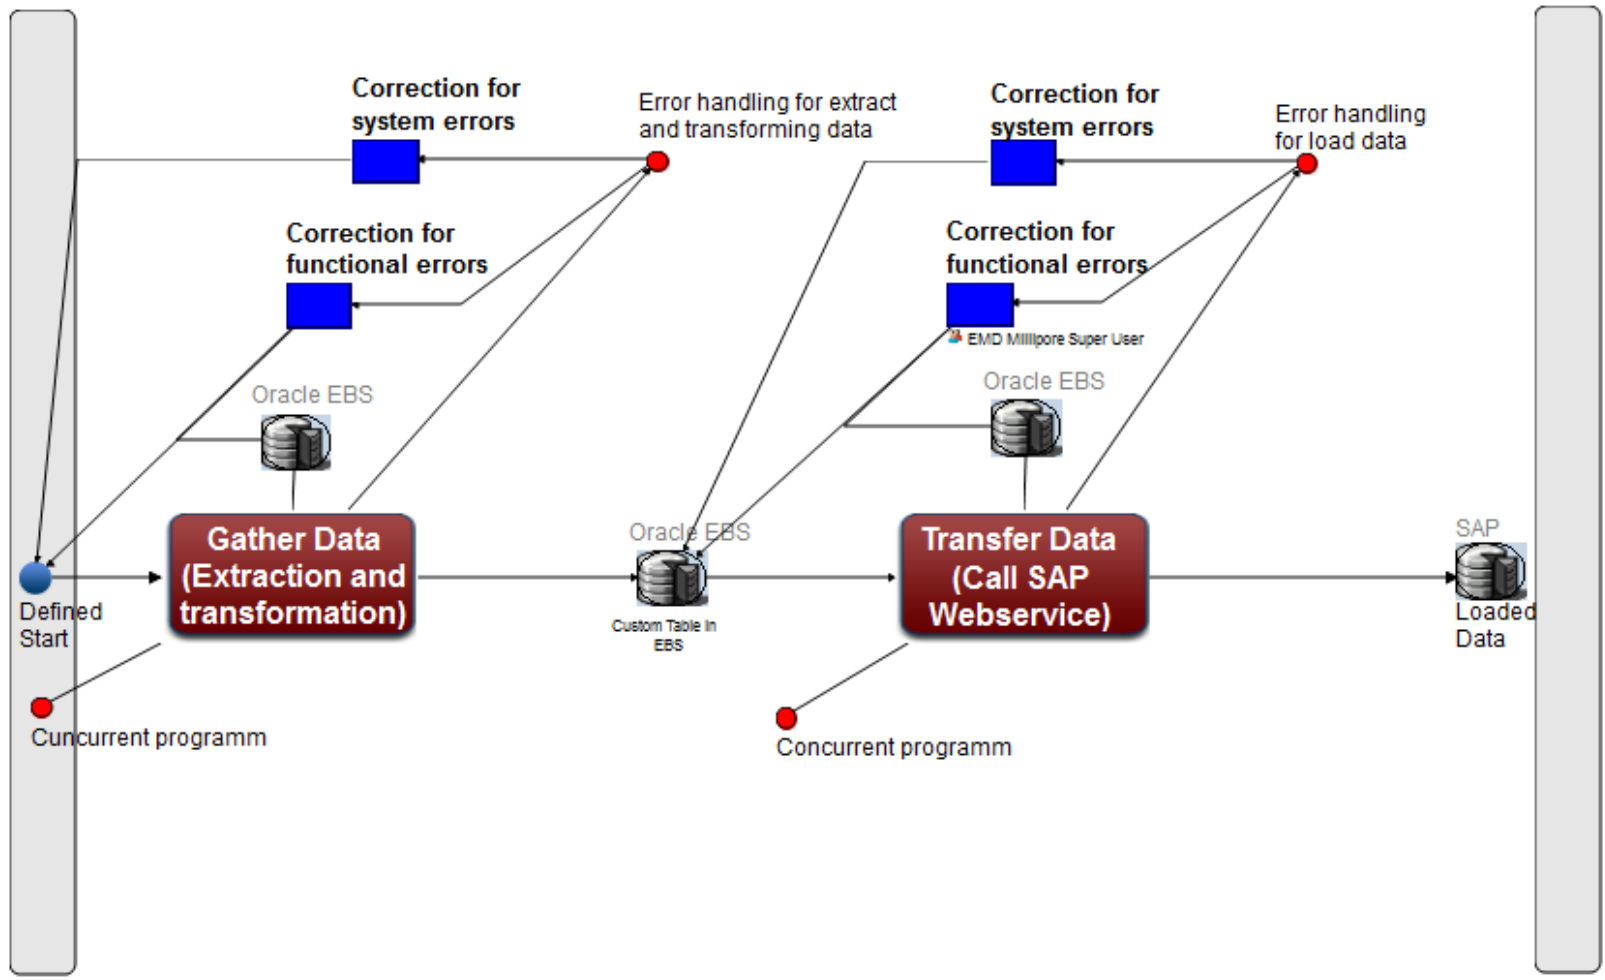 Correction for
system errors
Error handling for extract
and transforming data
Correction for
system errors
Error handling
for load data
Correction for
functional errors
Correction for
functional errors
EMD Millipore Super User
Oracle EBS
Oracle EBS
Gather Data
(Extraction and
transformation)
Oracle EBS
Custom Table in
EBS
Transfer Data
(Call SAP
Webservice)
SAP
Loaded
Data
Defined
Start
Cuncurrent programm
Concurrent programm